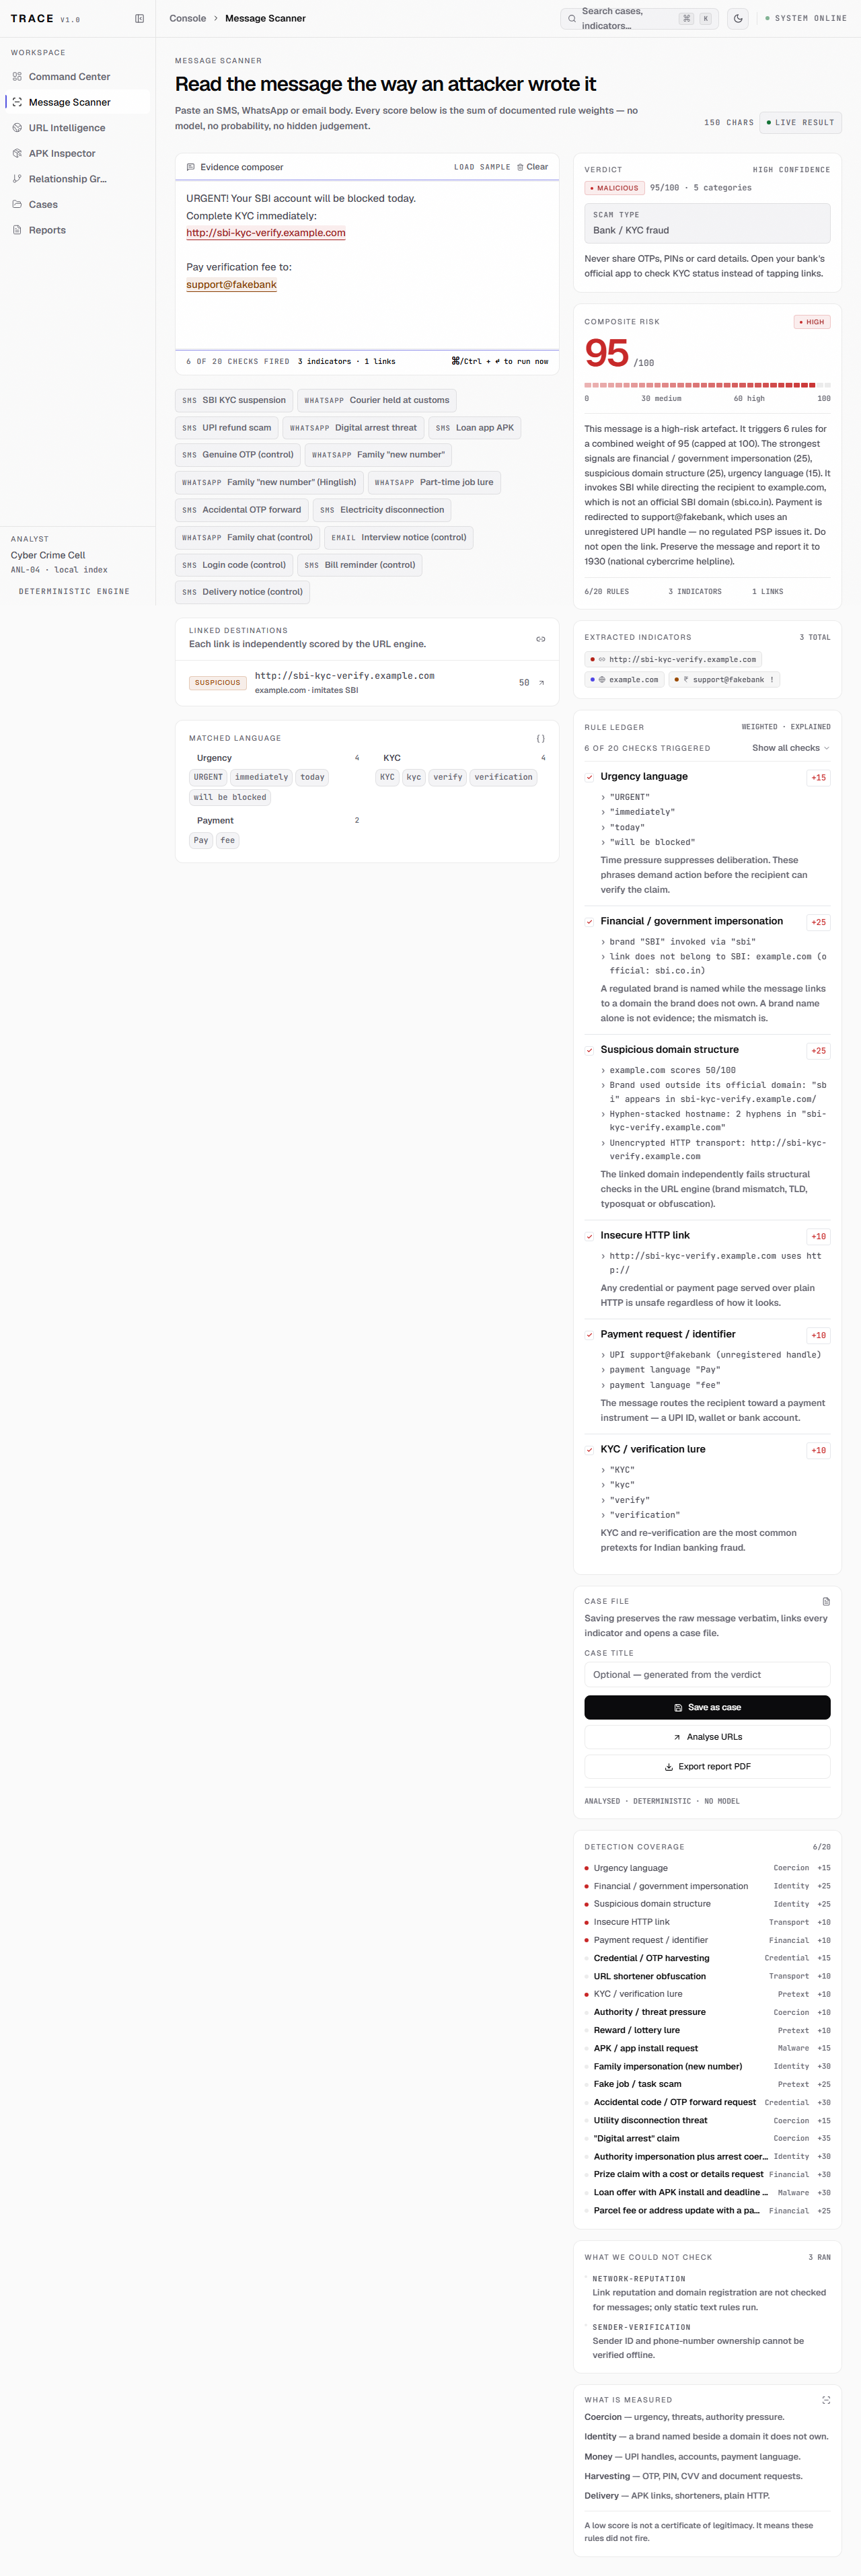 TRACE V1.0
Console > Message Scanner
Search cases, indicators…
⌘ K
SYSTEM ONLINE
WORKSPACE
Command Center
Message Scanner
URL Intelligence
APK Inspector
Relationship Gr…
Cases
Reports
ANALYST
Cyber Crime Cell
ANL-04 · local index
DETERMINISTIC ENGINE
MESSAGE SCANNER
Read the message the way an attacker wrote it
Paste an SMS, WhatsApp or email body. Every score below is the sum of documented rule weights — no
model, no probability, no hidden judgement.
150 CHARS
LIVE RESULT
Evidence composer
LOAD SAMPLE
Clear
URGENT! Your SBI account will be blocked today.
Complete KYC immediately:
http://sbi-kyc-verify.example.com
Pay verification fee to:
support@fakebank
6 OF 20 CHECKS FIRED 3 indicators · 1 links
⌘/Ctrl + ↵ to run now
SMS SBI KYC suspension
WHATSAPP Courier held at customs
SMS UPI refund scam
WHATSAPP Digital arrest threat
SMS Loan app APK
SMS Genuine OTP (control)
WHATSAPP Family "new number"
WHATSAPP Family "new number" (Hinglish)
WHATSAPP Part-time job lure
SMS Accidental OTP forward
SMS Electricity disconnection
WHATSAPP Family chat (control)
EMAIL Interview notice (control)
SMS Login code (control)
SMS Bill reminder (control)
SMS Delivery notice (control)
LINKED DESTINATIONS
Each link is independently scored by the URL engine.
SUSPICIOUS
http://sbi-kyc-verify.example.com
example.com · imitates SBI
50
MATCHED LANGUAGE
Urgency 4
URGENT immediately today
will be blocked
KYC 4
KYC kyc verify verification
Payment 2
Pay fee
VERDICT
HIGH CONFIDENCE
MALICIOUS 95/100 · 5 categories
SCAM TYPE
Bank / KYC fraud
Never share OTPs, PINs or card details. Open your bank's
official app to check KYC status instead of tapping links.
COMPOSITE RISK
HIGH
95 /100
0 30 medium 60 high 100
This message is a high-risk artefact. It triggers 6 rules for
a combined weight of 95 (capped at 100). The strongest
signals are financial / government impersonation (25),
suspicious domain structure (25), urgency language (15). It
invokes SBI while directing the recipient to example.com,
which is not an official SBI domain (sbi.co.in). Payment is
redirected to support@fakebank, which uses an
unregistered UPI handle — no regulated PSP issues it. Do
not open the link. Preserve the message and report it to
1930 (national cybercrime helpline).
6/20 RULES 3 INDICATORS 1 LINKS
EXTRACTED INDICATORS
3 TOTAL
http://sbi-kyc-verify.example.com
example.com
₹ support@fakebank !
RULE LEDGER
WEIGHTED · EXPLAINED
6 OF 20 CHECKS TRIGGERED
Show all checks
Urgency language +15
› "URGENT"
› "immediately"
› "today"
› "will be blocked"
Time pressure suppresses deliberation. These
phrases demand action before the recipient can
verify the claim.
Financial / government impersonation +25
› brand "SBI" invoked via "sbi"
› link does not belong to SBI: example.com (o
fficial: sbi.co.in)
A regulated brand is named while the message links
to a domain the brand does not own. A brand name
alone is not evidence; the mismatch is.
Suspicious domain structure +25
› example.com scores 50/100
› Brand used outside its official domain: "sb
i" appears in sbi-kyc-verify.example.com/
› Hyphen-stacked hostname: 2 hyphens in "sbi-
kyc-verify.example.com"
› Unencrypted HTTP transport: http://sbi-kyc-
verify.example.com
The linked domain independently fails structural
checks in the URL engine (brand mismatch, TLD,
typosquat or obfuscation).
Insecure HTTP link +10
› http://sbi-kyc-verify.example.com uses htt
p://
Any credential or payment page served over plain
HTTP is unsafe regardless of how it looks.
Payment request / identifier +10
› UPI support@fakebank (unregistered handle)
› payment language "Pay"
› payment language "fee"
The message routes the recipient toward a payment
instrument — a UPI ID, wallet or bank account.
KYC / verification lure +10
› "KYC"
› "kyc"
› "verify"
› "verification"
KYC and re-verification are the most common
pretexts for Indian banking fraud.
CASE FILE
Saving preserves the raw message verbatim, links every
indicator and opens a case file.
CASE TITLE
Optional — generated from the verdict
Save as case
Analyse URLs
Export report PDF
ANALYSED · DETERMINISTIC · NO MODEL
DETECTION COVERAGE 6/20
Urgency language Coercion +15
Financial / government impersonation Identity +25
Suspicious domain structure Identity +25
Insecure HTTP link Transport +10
Payment request / identifier Financial +10
Credential / OTP harvesting Credential +15
URL shortener obfuscation Transport +10
KYC / verification lure Pretext +10
Authority / threat pressure Coercion +10
Reward / lottery lure Pretext +10
APK / app install request Malware +15
Family impersonation (new number) Identity +30
Fake job / task scam Pretext +25
Accidental code / OTP forward request Credential +30
Utility disconnection threat Coercion +15
"Digital arrest" claim Coercion +35
Authority impersonation plus arrest coer… Identity +30
Prize claim with a cost or details request Financial +30
Loan offer with APK install and deadline … Malware +30
Parcel fee or address update with a pa… Financial +25
WHAT WE COULD NOT CHECK
3 RAN
NETWORK-REPUTATION
Link reputation and domain registration are not checked
for messages; only static text rules run.
SENDER-VERIFICATION
Sender ID and phone-number ownership cannot be
verified offline.
WHAT IS MEASURED
Coercion — urgency, threats, authority pressure.
Identity — a brand named beside a domain it does not own.
Money — UPI handles, accounts, payment language.
Harvesting — OTP, PIN, CVV and document requests.
Delivery — APK links, shorteners, plain HTTP.
A low score is not a certificate of legitimacy. It means these
rules did not fire.